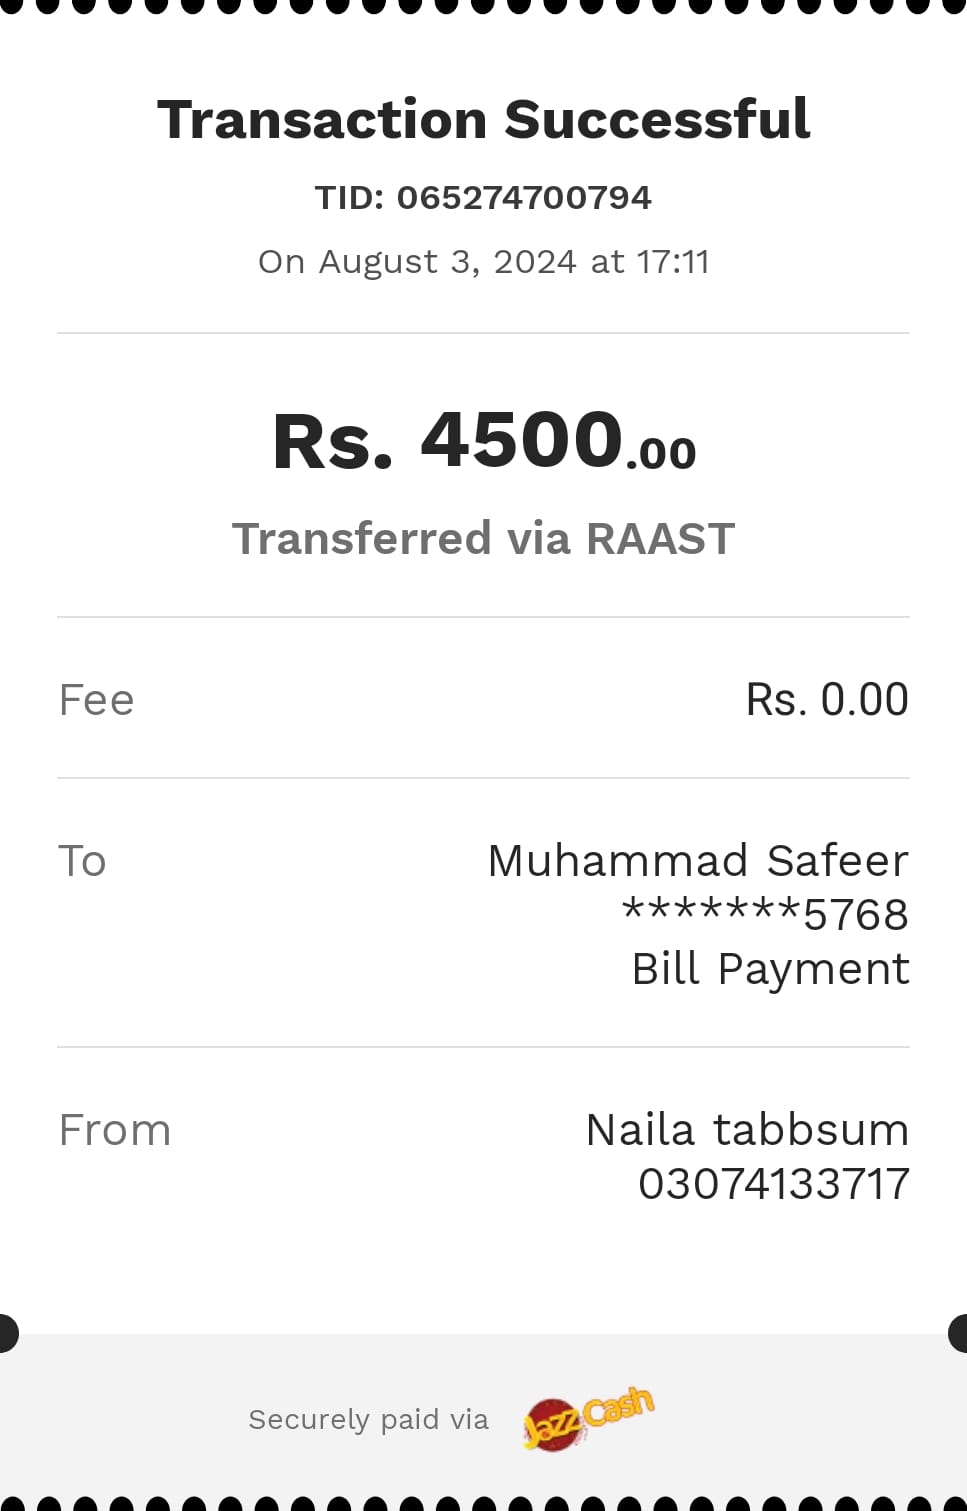 Transaction Successful
TID: 065274700794
On August 3, 2024 at 17:11
Rs. 4500.00
Transferred via RAAST
Fee Rs. 0.00
To Muhammad Safeer
*******5768
Bill Payment
From Naila tabbsum
03074133717
Securely paid via JazzCash